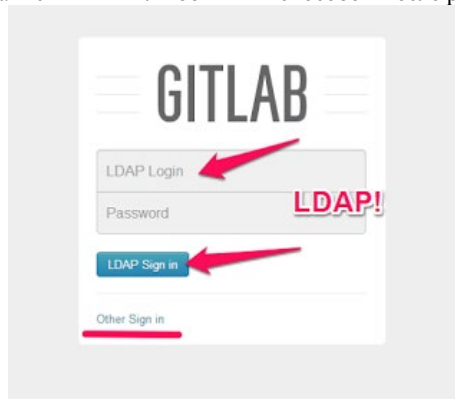 GITLAB
LDAP Login
LDAP!
Password
LDAP Sign in
Other Sign in